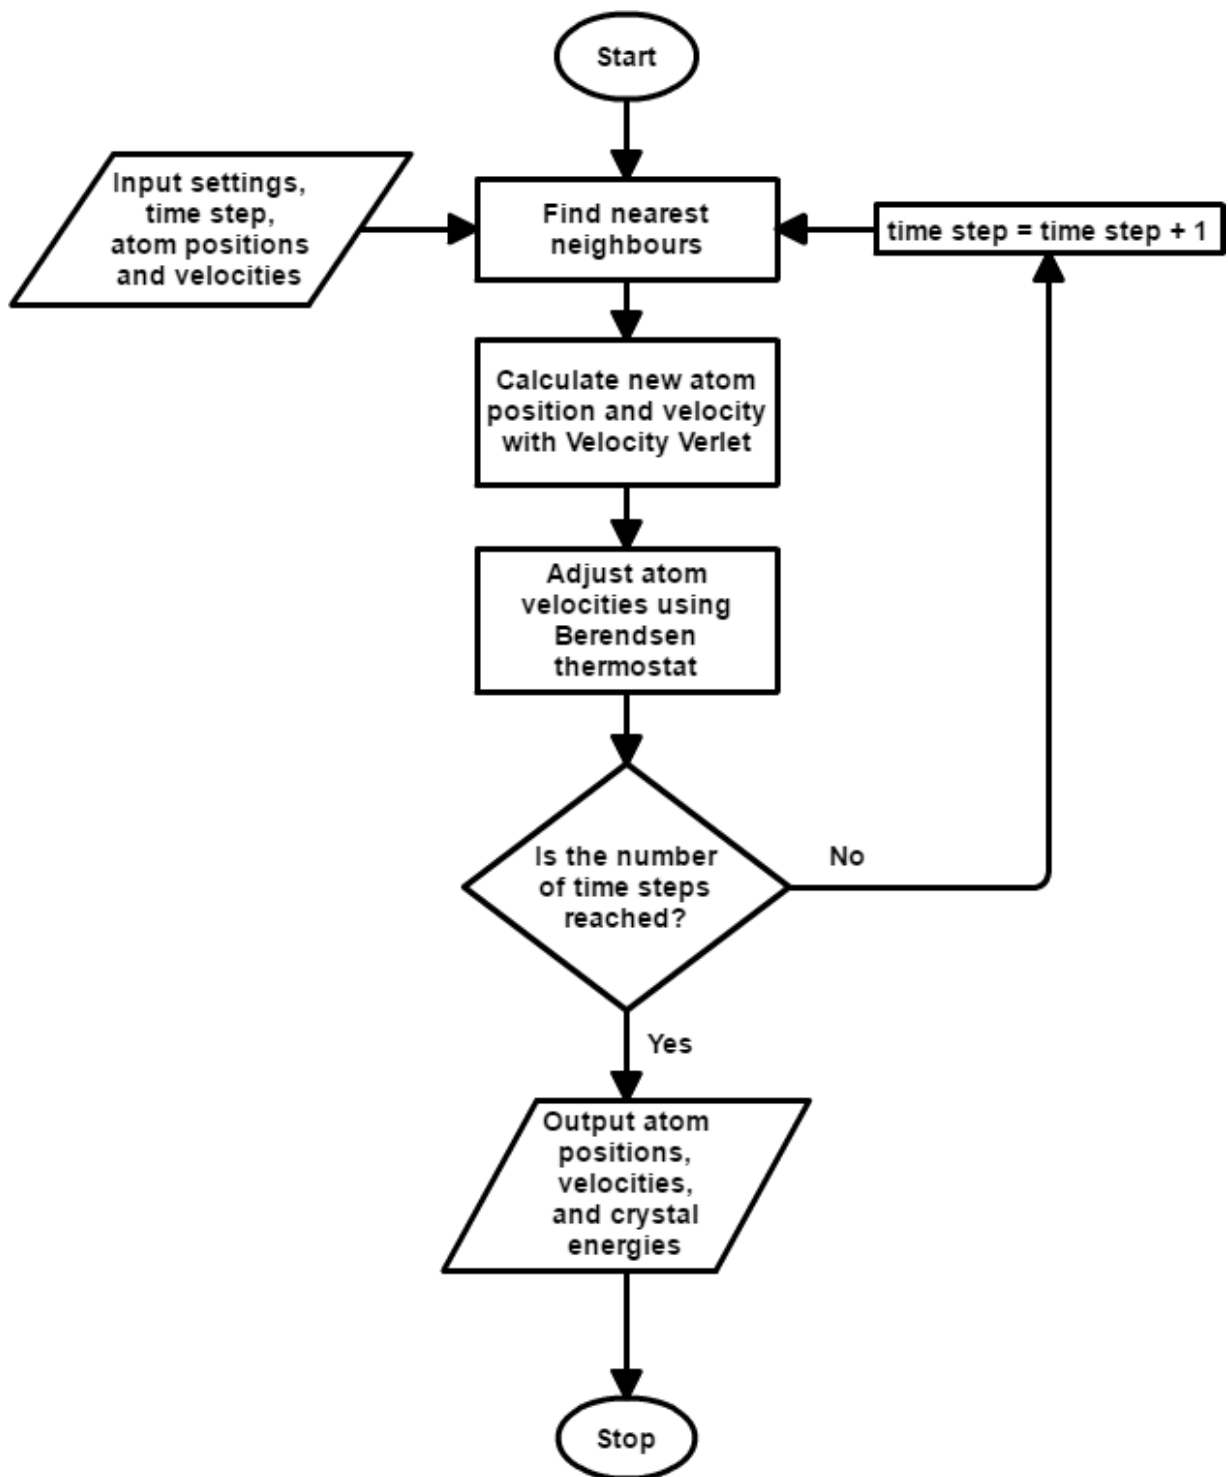 Start
Input settings,
time step,
atom positions
and velocities
Find nearest
neighbours
time step = time step + 1
Calculate new atom
position and velocity
with Velocity Verlet
Adjust atom
velocities using
Berendsen
thermostat
Is the number
of time steps
reached?
No
Yes
Output atom
positions,
velocities,
and crystal
energies
Stop